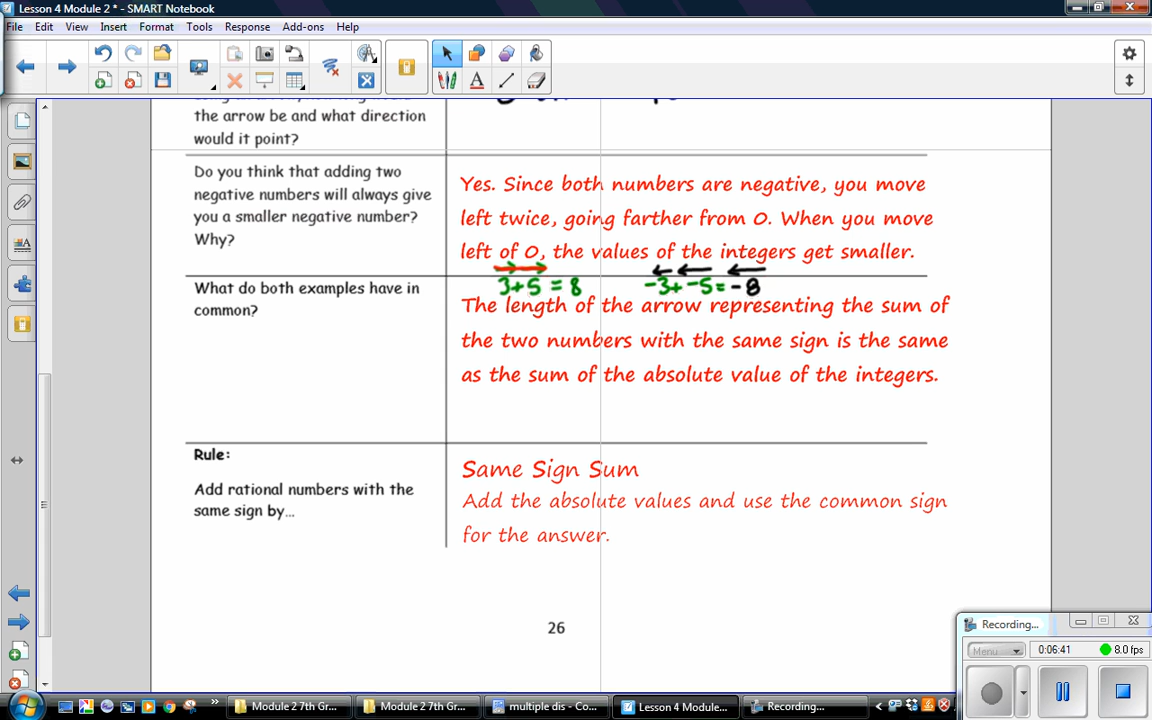 Lesson 4 Module 2 * - SMART Notebook
File Edit View Insert Format Tools Response Add-ons Help
the arrow be and what direction
would it point?
Do you think that adding two
negative numbers will always give
you a smaller negative number?
Why?
Yes. Since both numbers are negative, you move
left twice, going farther from 0. When you move
left of 0, the values of the integers get smaller.
3+5=8 -3+-5=-8
What do both examples have in
common?
The length of the arrow representing the sum of
the two numbers with the same sign is the same
as the sum of the absolute value of the integers.
Rule:
Add rational numbers with the
same sign by...
Same Sign Sum
Add the absolute values and use the common sign
for the answer.
26
Recording...
Menu 0:06:41 8.0 fps
Module 2 7th Gr... Module 2 7th Gr... multiple dis - Co... Lesson 4 Module... Recording...